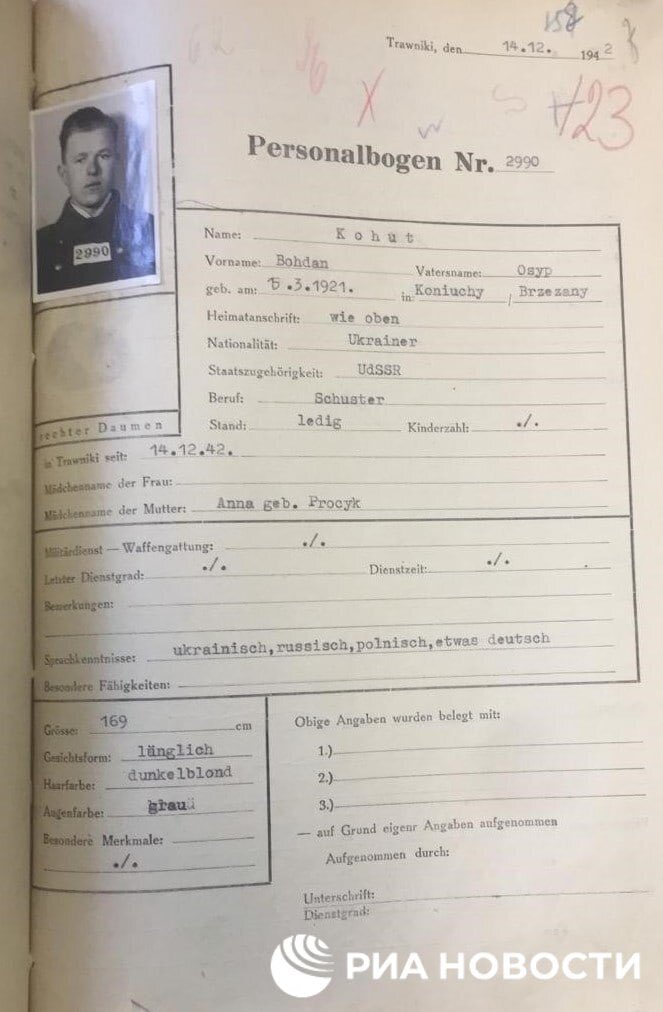 158
Trawniki, den 14.12. 1942
X
#23
Personalbogen Nr. 2990
2990
Name: Kohut
Vorname: Bohdan Vatersname: Osyp
geb. am: 5.3.1921. in: Koniuchy / Brzezany
Heimatanschrift: wie oben
Nationalität: Ukrainer
Staatszugehörigkeit: UdSSR
Beruf: Schuster
Stand: ledig Kinderzahl: ./.
rechter Daumen
in Trawniki seit: 14.12.42.
Mädchenname der Frau:
Mädchenname der Mutter: Anna geb. Procyk
Militärdienst — Waffengattung: ./.
Letzter Dienstgrad: ./. Dienstzeit: ./.
Bemerkungen:
Sprachkenntnisse: ukrainisch,russisch,polnisch,etwas deutsch
Besondere Fähigkeiten:
Grösse: 169 cm
Gesichtsform: länglich
Haarfarbe: dunkelblond
Augenfarbe: grau
Besondere Merkmale:
./.
Obige Angaben wurden belegt mit:
1.)
2.)
3.)
— auf Grund eigenr Angaben aufgenommen
Aufgenommen durch:
Unterschrift:
Dienstgrad:
РИА НОВОСТИ